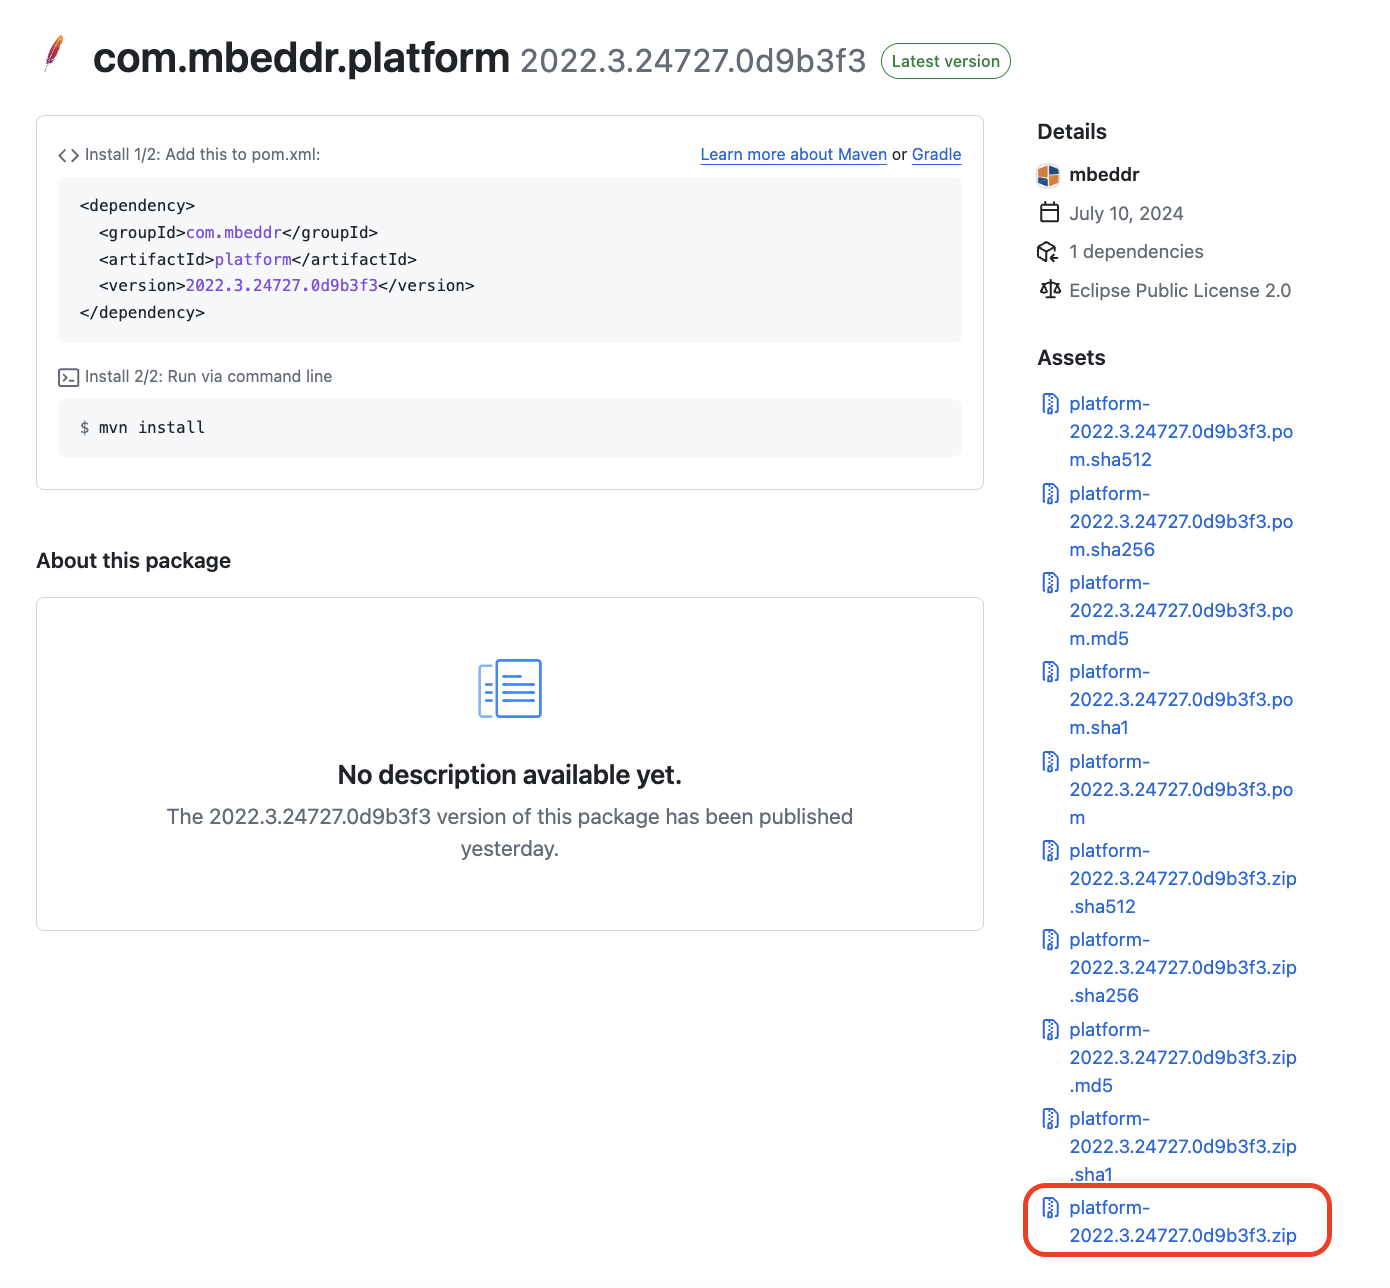 com.mbeddr.platform 2022.3.24727.0d9b3f3 Latest version
Install 1/2: Add this to pom.xml:
Learn more about Maven or Gradle
<dependency>
  <groupId>com.mbeddr</groupId>
  <artifactId>platform</artifactId>
  <version>2022.3.24727.0d9b3f3</version>
</dependency>
Install 2/2: Run via command line
$ mvn install
About this package
No description available yet.
The 2022.3.24727.0d9b3f3 version of this package has been published
yesterday.
Details
mbeddr
July 10, 2024
1 dependencies
Eclipse Public License 2.0
Assets
platform-
2022.3.24727.0d9b3f3.po
m.sha512
platform-
2022.3.24727.0d9b3f3.po
m.sha256
platform-
2022.3.24727.0d9b3f3.po
m.md5
platform-
2022.3.24727.0d9b3f3.po
m.sha1
platform-
2022.3.24727.0d9b3f3.po
m
platform-
2022.3.24727.0d9b3f3.zip
.sha512
platform-
2022.3.24727.0d9b3f3.zip
.sha256
platform-
2022.3.24727.0d9b3f3.zip
.md5
platform-
2022.3.24727.0d9b3f3.zip
.sha1
platform-
2022.3.24727.0d9b3f3.zip